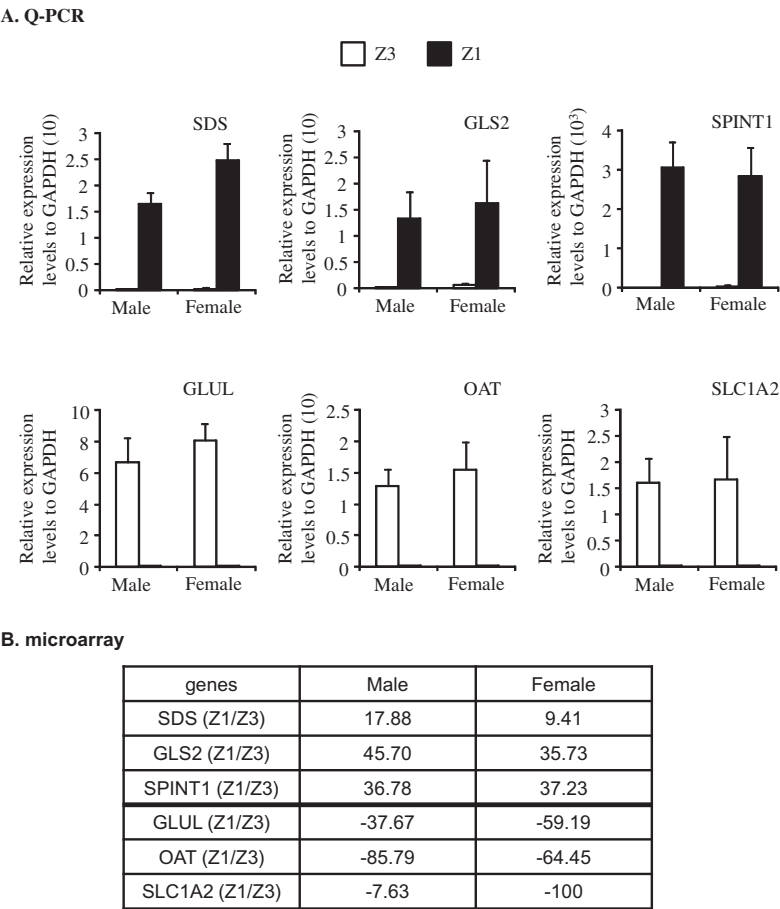 A. Q-PCR
Z3 Z1
SDS
Relative expression
levels to GAPDH (10)
3
2.5
2
1.5
1
0.5
0
Male Female
GLS2
Relative expression
levels to GAPDH (10)
3
2.5
2
1.5
1
0.5
0
Male Female
SPINT1
Relative expression
levels to GAPDH (10³)
4
3
2
1
0
Male Female
GLUL
Relative expression
levels to GAPDH
10
8
6
4
2
0
Male Female
OAT
Relative expression
levels to GAPDH (10)
2.5
2
1.5
1
0.5
0
Male Female
SLC1A2
Relative expression
levels to GAPDH
3
2.5
2
1.5
1
0.5
0
Male Female
B. microarray
genes Male Female
SDS (Z1/Z3) 17.88 9.41
GLS2 (Z1/Z3) 45.70 35.73
SPINT1 (Z1/Z3) 36.78 37.23
GLUL (Z1/Z3) -37.67 -59.19
OAT (Z1/Z3) -85.79 -64.45
SLC1A2 (Z1/Z3) -7.63 -100